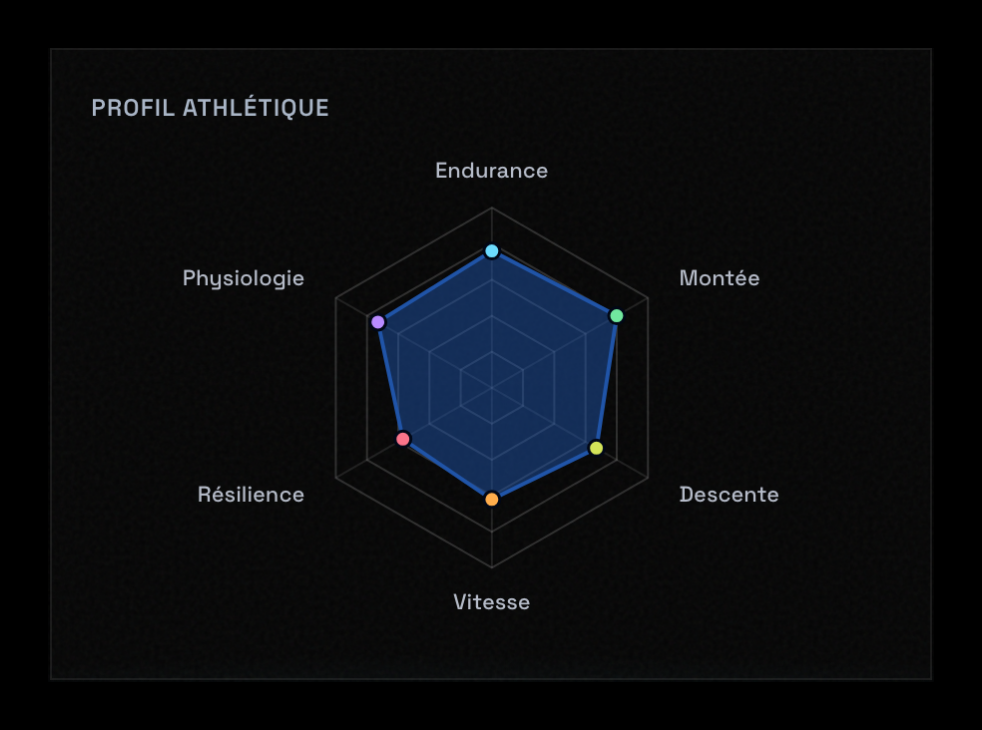 PROFIL ATHLÉTIQUE
Endurance
Physiologie
Montée
Résilience
Descente
Vitesse